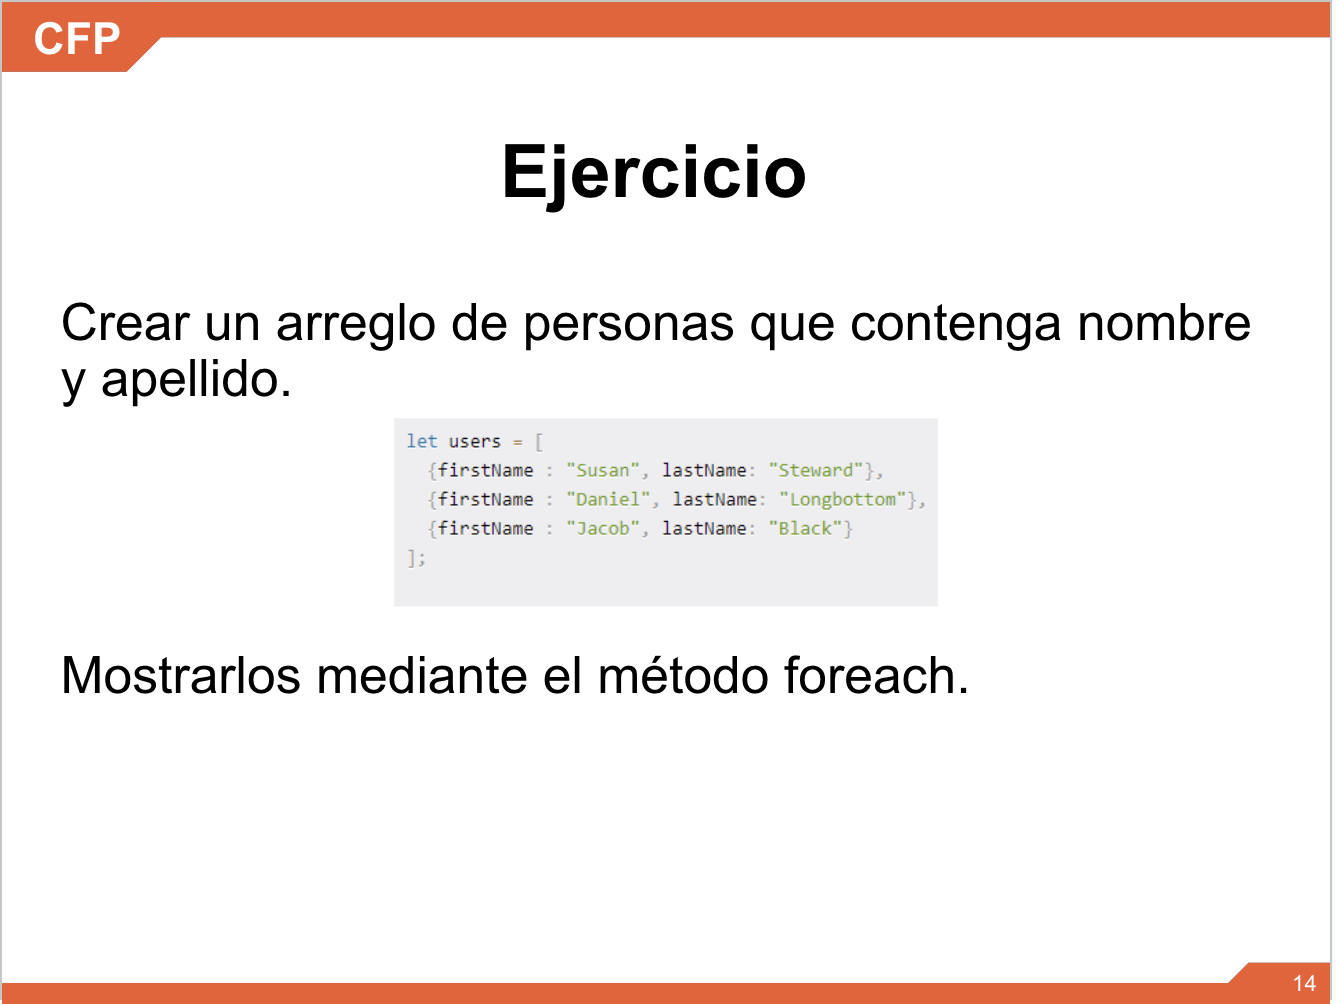 CFP
Ejercicio
Crear un arreglo de personas que contenga nombre
y apellido.
let users = [
{firstName : "Susan", lastName: "Steward"},
{firstName : "Daniel", lastName: "Longbottom"},
{firstName : "Jacob", lastName: "Black"}
];
Mostrarlos mediante el método foreach.
14